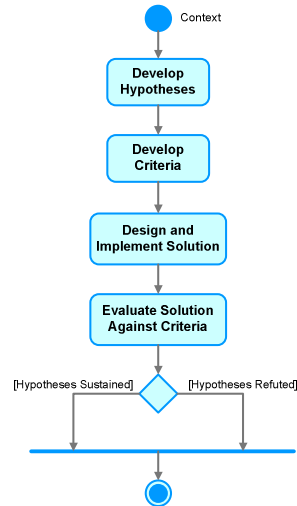 Context
Develop
Hypotheses
Develop
Criteria
Design and
Implement Solution
Evaluate Solution
Against Criteria
[Hypotheses Sustained]
[Hypotheses Refuted]